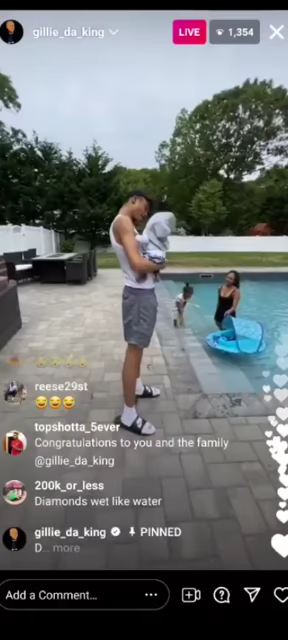 gillie_da_king
LIVE
1,354
reese29st
topshotta_5ever
Congratulations to you and the family
@gillie_da_king
200k_or_less
Diamonds wet like water
gillie_da_king PINNED
D... more
Add a Comment...